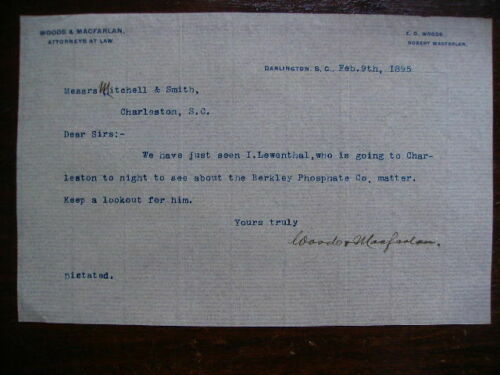 WOODS & MACFARLAN,
ATTORNEYS AT LAW.
E. O. WOODS.
ROBERT MACFARLAN.
DARLINGTON, S. C., Feb.9th, 1895
Messrs Mitchell & Smith,
Charleston, S.C.
Dear Sirs:-
We have just seen I.Lewenthal,who is going to Char-
leston to night to see about the Berkley Phosphate Co, matter.
Keep a lookout for him.
Yours truly
Woods & Macfarlan.
Dictated.